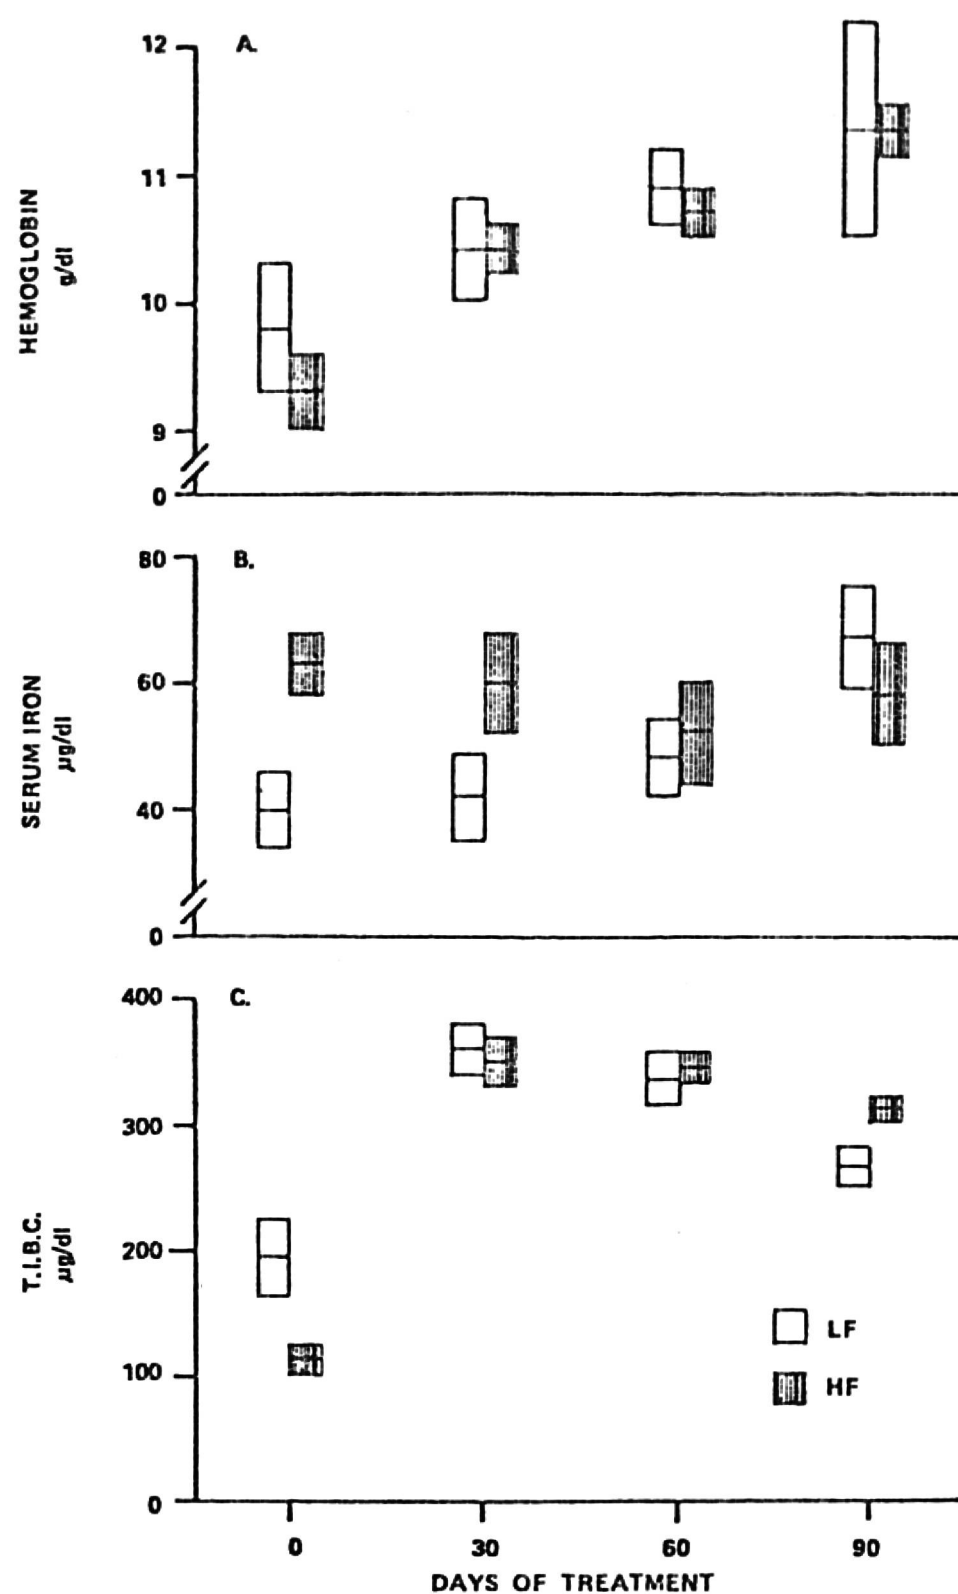 A.
12
11
10
9
0
HEMOGLOBIN
g/dl
B.
80
60
40
0
SERUM IRON
µg/dl
C.
400
300
200
100
0
T.I.B.C.
µg/dl
LF
HF
0 30 60 90
DAYS OF TREATMENT